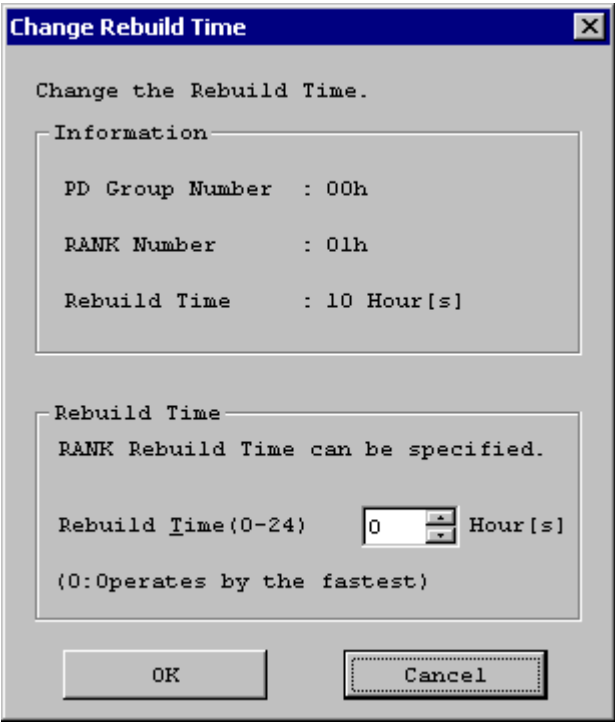 Change Rebuild Time
Change the Rebuild Time.
Information
PD Group Number : 00h
RANK Number : 01h
Rebuild Time : 10 Hour[s]
Rebuild Time
RANK Rebuild Time can be specified.
Rebuild Time(0-24) 0 Hour[s]
(0:Operates by the fastest)
OK Cancel